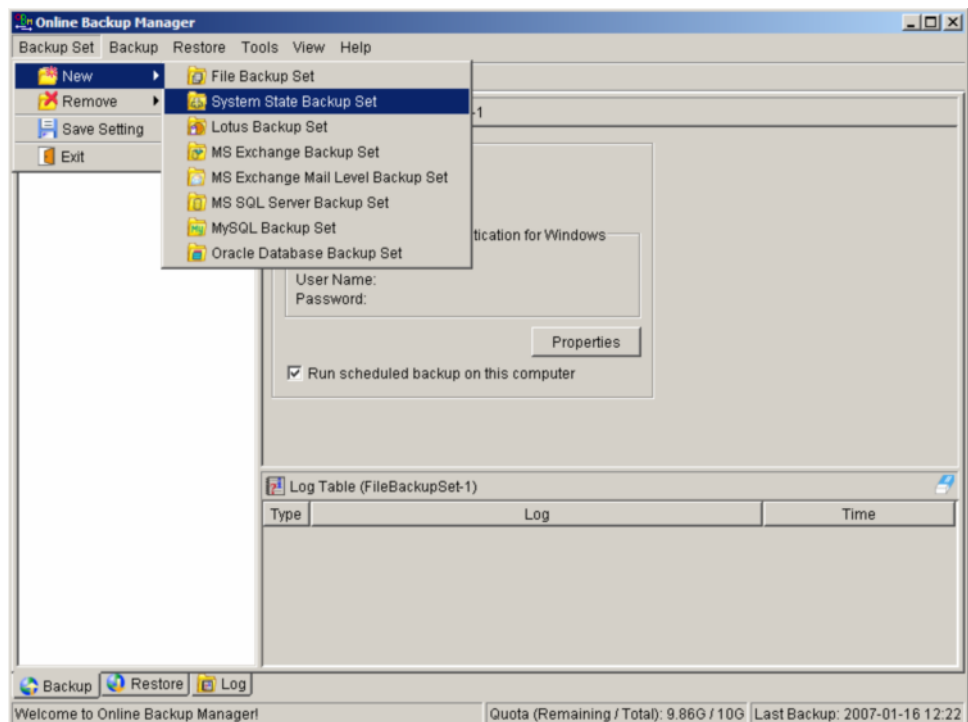 Online Backup Manager
Backup Set Backup Restore Tools View Help
New
Remove
Save Setting
Exit
File Backup Set
System State Backup Set
Lotus Backup Set
MS Exchange Backup Set
MS Exchange Mail Level Backup Set
MS SQL Server Backup Set
MySQL Backup Set
Oracle Database Backup Set
-1
tication for Windows
User Name:
Password:
Properties
Run scheduled backup on this computer
Log Table (FileBackupSet-1)
Type Log Time
Backup Restore Log
Welcome to Online Backup Manager! Quota (Remaining / Total): 9.86G / 10G Last Backup: 2007-01-16 12:22